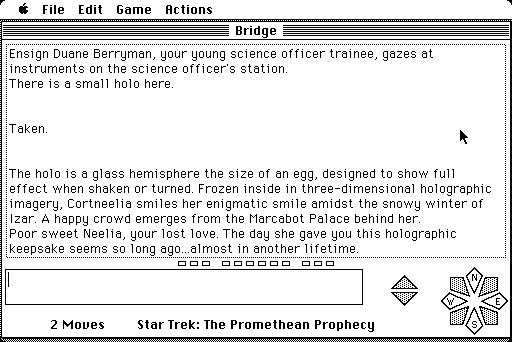 File Edit Game Actions
Bridge
Ensign Duane Berryman, your young science officer trainee, gazes at
instruments on the science officer's station.
There is a small holo here.
Taken.
The holo is a glass hemisphere the size of an egg, designed to show full
effect when shaken or turned. Frozen inside in three-dimensional holographic
imagery, Cortneelia smiles her enigmatic smile amidst the snowy winter of
Izar. A happy crowd emerges from the Marcabot Palace behind her.
Poor sweet Neelia, your lost love. The day she gave you this holographic
keepsake seems so long ago...almost in another lifetime.
N
W E
S
2 Moves Star Trek: The Promethean Prophecy